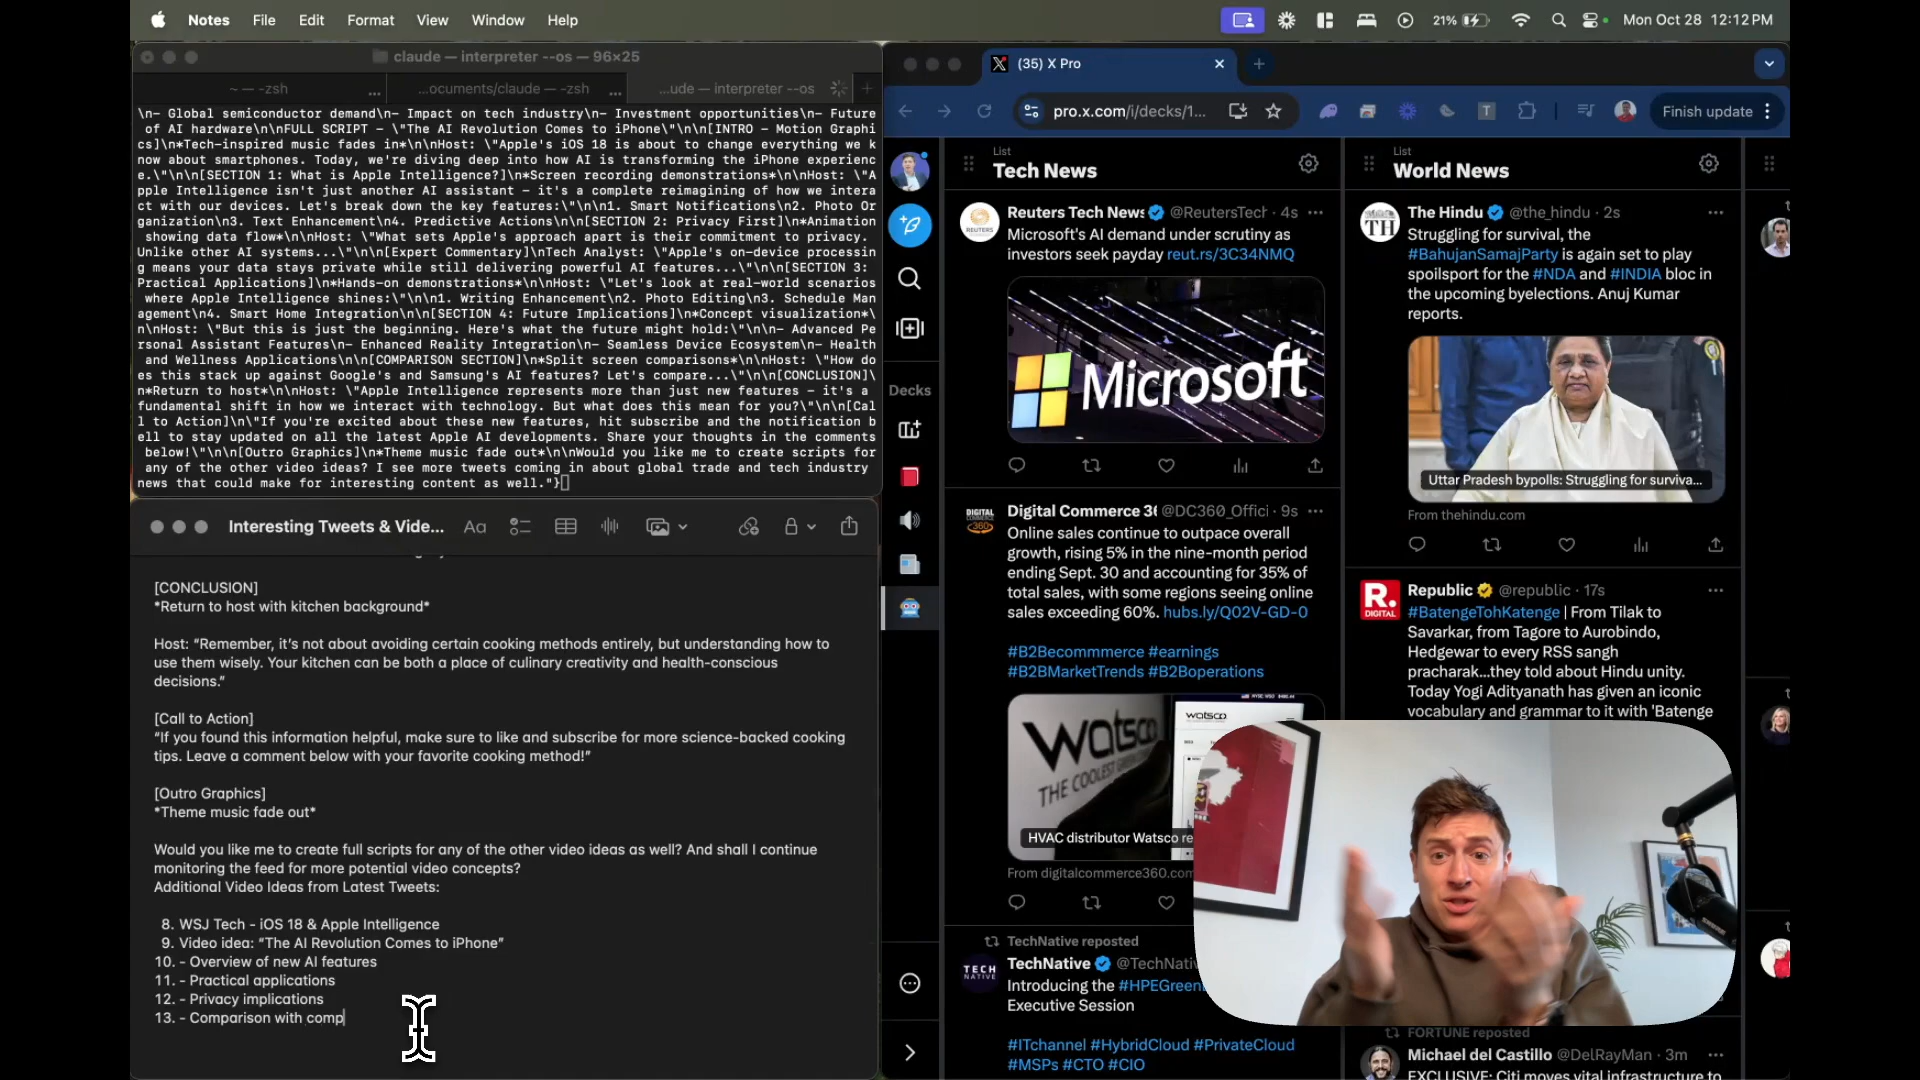 Notes File Edit Format View Window Help
21% Mon Oct 28 12:12 PM
claude — interpreter --os — 96×25
~ — -zsh ... ...ocuments/claude — -zsh ... ...ude — interpreter --os
\n- Global semiconductor demand\n- Impact on tech industry\n- Investment opportunities\n- Future
of AI hardware\n\nFULL SCRIPT - \"The AI Revolution Comes to iPhone\"\n\n[INTRO - Motion Graphi
cs]\n*Tech-inspired music fades in*\n\nHost: \"Apple's iOS 18 is about to change everything we k
now about smartphones. Today, we're diving deep into how AI is transforming the iPhone experienc
e.\"\n\n[SECTION 1: What is Apple Intelligence?]\n*Screen recording demonstrations*\n\nHost: \"A
pple Intelligence isn't just another AI assistant - it's a complete reimagining of how we intera
ct with our devices. Let's break down the key features:\"\n\n1. Smart Notifications\n2. Photo Or
ganization\n3. Text Enhancement\n4. Predictive Actions\n\n[SECTION 2: Privacy First]\n*Animation
showing data flow*\n\nHost: \"What sets Apple's approach apart is their commitment to privacy.
Unlike other AI systems...\"\n\n[Expert Commentary]\nTech Analyst: \"Apple's on-device processin
g means your data stays private while still delivering powerful AI features...\"\n\n[SECTION 3:
Practical Applications]\n*Hands-on demonstrations*\n\nHost: \"Let's look at real-world scenarios
where Apple Intelligence shines:\"\n\n1. Writing Enhancement\n2. Photo Editing\n3. Schedule Man
agement\n4. Smart Home Integration\n\n[SECTION 4: Future Implications]\n*Concept visualization*\
n\nHost: \"But this is just the beginning. Here's what the future might hold:\"\n\n- Advanced Pe
rsonal Assistant Features\n- Enhanced Reality Integration\n- Seamless Device Ecosystem\n- Health
and Wellness Applications\n\n[COMPARISON SECTION]\n*Split screen comparisons*\n\nHost: \"How do
es this stack up against Google's and Samsung's AI features? Let's compare...\"\n\n[CONCLUSION]\
n*Return to host*\n\nHost: \"Apple Intelligence represents more than just new features - it's a
fundamental shift in how we interact with technology. But what does this mean for you?\"\n\n[Cal
l to Action]\n\"If you're excited about these new features, hit subscribe and the notification b
ell to stay updated on all the latest Apple AI developments. Share your thoughts in the comments
below!\"\n\n[Outro Graphics]\n*Theme music fade out*\n\nWould you like me to create scripts for
any of the other video ideas? I see more tweets coming in about global trade and tech industry
news that could make for interesting content as well."}
Interesting Tweets & Vide... Aa
[CONCLUSION]
*Return to host with kitchen background*
Host: “Remember, it’s not about avoiding certain cooking methods entirely, but understanding how to
use them wisely. Your kitchen can be both a place of culinary creativity and health-conscious
decisions.”
[Call to Action]
“If you found this information helpful, make sure to like and subscribe for more science-backed cooking
tips. Leave a comment below with your favorite cooking method!”
[Outro Graphics]
*Theme music fade out*
Would you like me to create full scripts for any of the other video ideas as well? And shall I continue
monitoring the feed for more potential video concepts?
Additional Video Ideas from Latest Tweets:
8. WSJ Tech - iOS 18 & Apple Intelligence
9. Video idea: “The AI Revolution Comes to iPhone”
10. - Overview of new AI features
11. - Practical applications
12. - Privacy implications
13. - Comparison with comp
(35) X Pro
pro.x.com/i/decks/1...
Finish update
Decks
List
Tech News
Reuters Tech News @ReutersTech · 4s
Microsoft's AI demand under scrutiny as
investors seek payday reut.rs/3C34NMQ
Microsoft
DIGITAL COMMERCE 360
Digital Commerce 36 @DC360_Offici · 9s
Online sales continue to outpace overall
growth, rising 5% in the nine-month period
ending Sept. 30 and accounting for 35% of
total sales, with some regions seeing online
sales exceeding 60%. hubs.ly/Q02V-GD-0
#B2Becommmerce #earnings
#B2BMarketTrends #B2Boperations
watsco
THE COOLEST
watsco
HVAC distributor Watsco re
From digitalcommerce360.com
TechNative reposted
TECH NATIVE
TechNative @TechNativ
Introducing the #HPEGreen
Executive Session
#ITchannel #HybridCloud #PrivateCloud
#MSPs #CTO #CIO
List
World News
TH
The Hindu @the_hindu · 2s
Struggling for survival, the
#BahujanSamajParty is again set to play
spoilsport for the #NDA and #INDIA bloc in
the upcoming byelections. Anuj Kumar
reports.
Uttar Pradesh bypolls: Struggling for surviva...
From thehindu.com
R.
DIGITAL
Republic @republic · 17s
#BatengeTohKatenge | From Tilak to
Savarkar, from Tagore to Aurobindo,
Hedgewar to every RSS sangh
pracharak...they told about Hindu unity.
Today Yogi Adityanath has given an iconic
vocabulary and grammar to it with 'Batenge
FORTUNE reposted
Michael del Castillo @DelRayMan · 3m
EXCLUSIVE: Citi moves vital infrastructure to